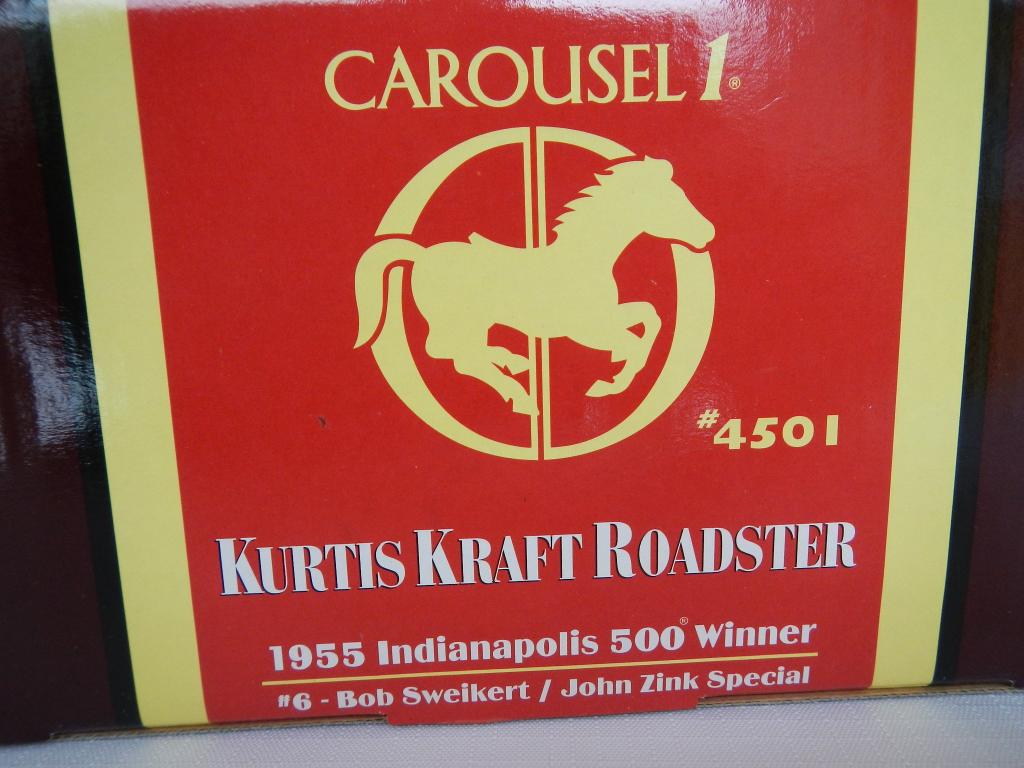 CAROUSEL 1®
#4501
KURTIS KRAFT ROADSTER
1955 Indianapolis 500® Winner
#6 - Bob Sweikert / John Zink Special